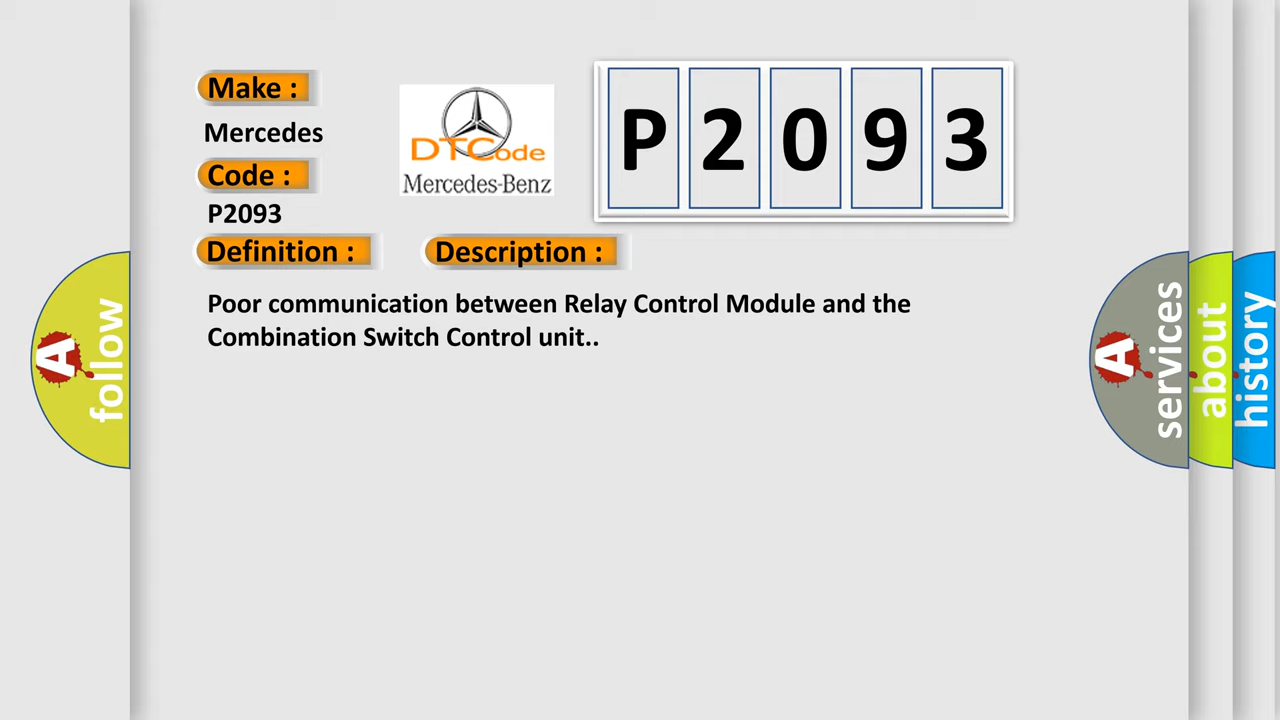 Make :
Mercedes
Code :
P2093
Definition :
Description :
Poor communication between Relay Control Module and the
Combination Switch Control unit..
DTCode
Mercedes-Benz
P 2 0 9 3
A follow
A services
about
history